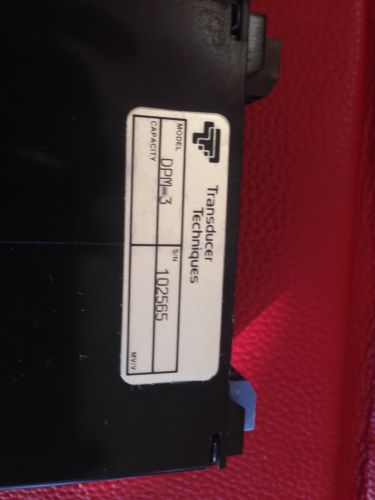 Transducer
Techniques
MODEL DPM-3 S/N 102565
CAPACITY MV/V